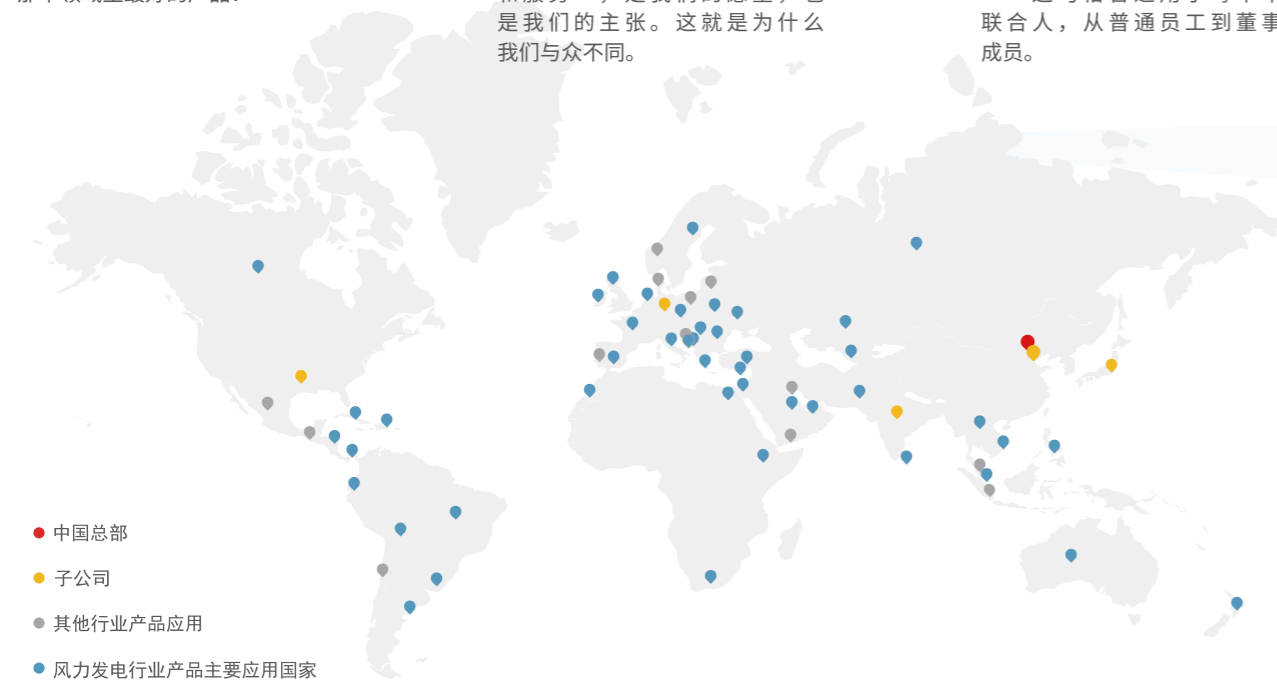 是我们的主张。这就是为什么
我们与众不同。
联合人，从普通员工到董事
成员。
中国总部
子公司
其他行业产品应用
风力发电行业产品主要应用国家